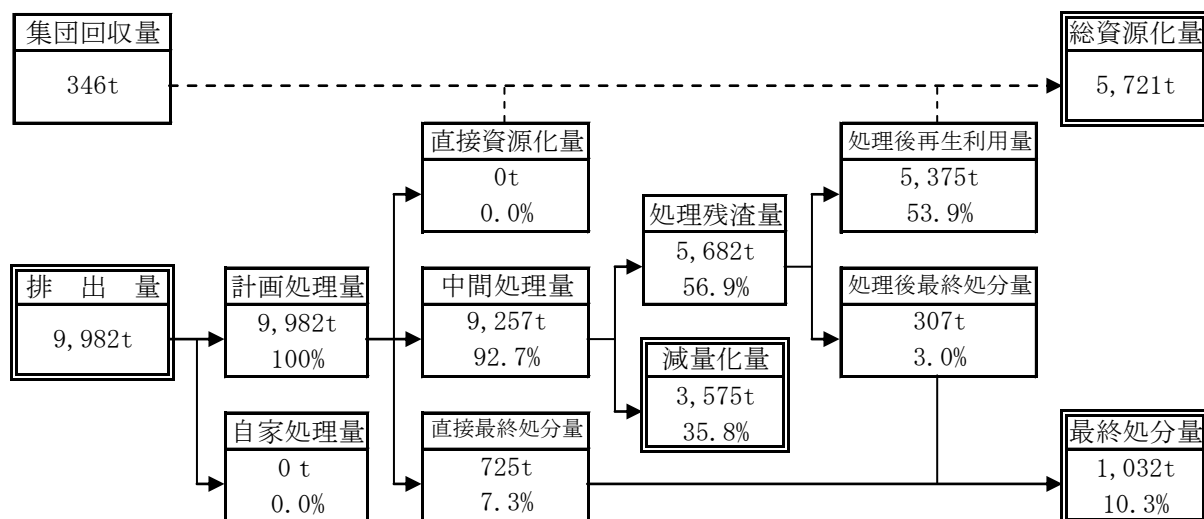 集団回収量
346t
総資源化量
5,721t
直接資源化量
0t
0.0%
処理後再生利用量
5,375t
53.9%
処理残渣量
5,682t
56.9%
排 出 量
9,982t
計画処理量
9,982t
100%
中間処理量
9,257t
92.7%
処理後最終処分量
307t
3.0%
減量化量
3,575t
35.8%
自家処理量
0 t
0.0%
直接最終処分量
725t
7.3%
最終処分量
1,032t
10.3%